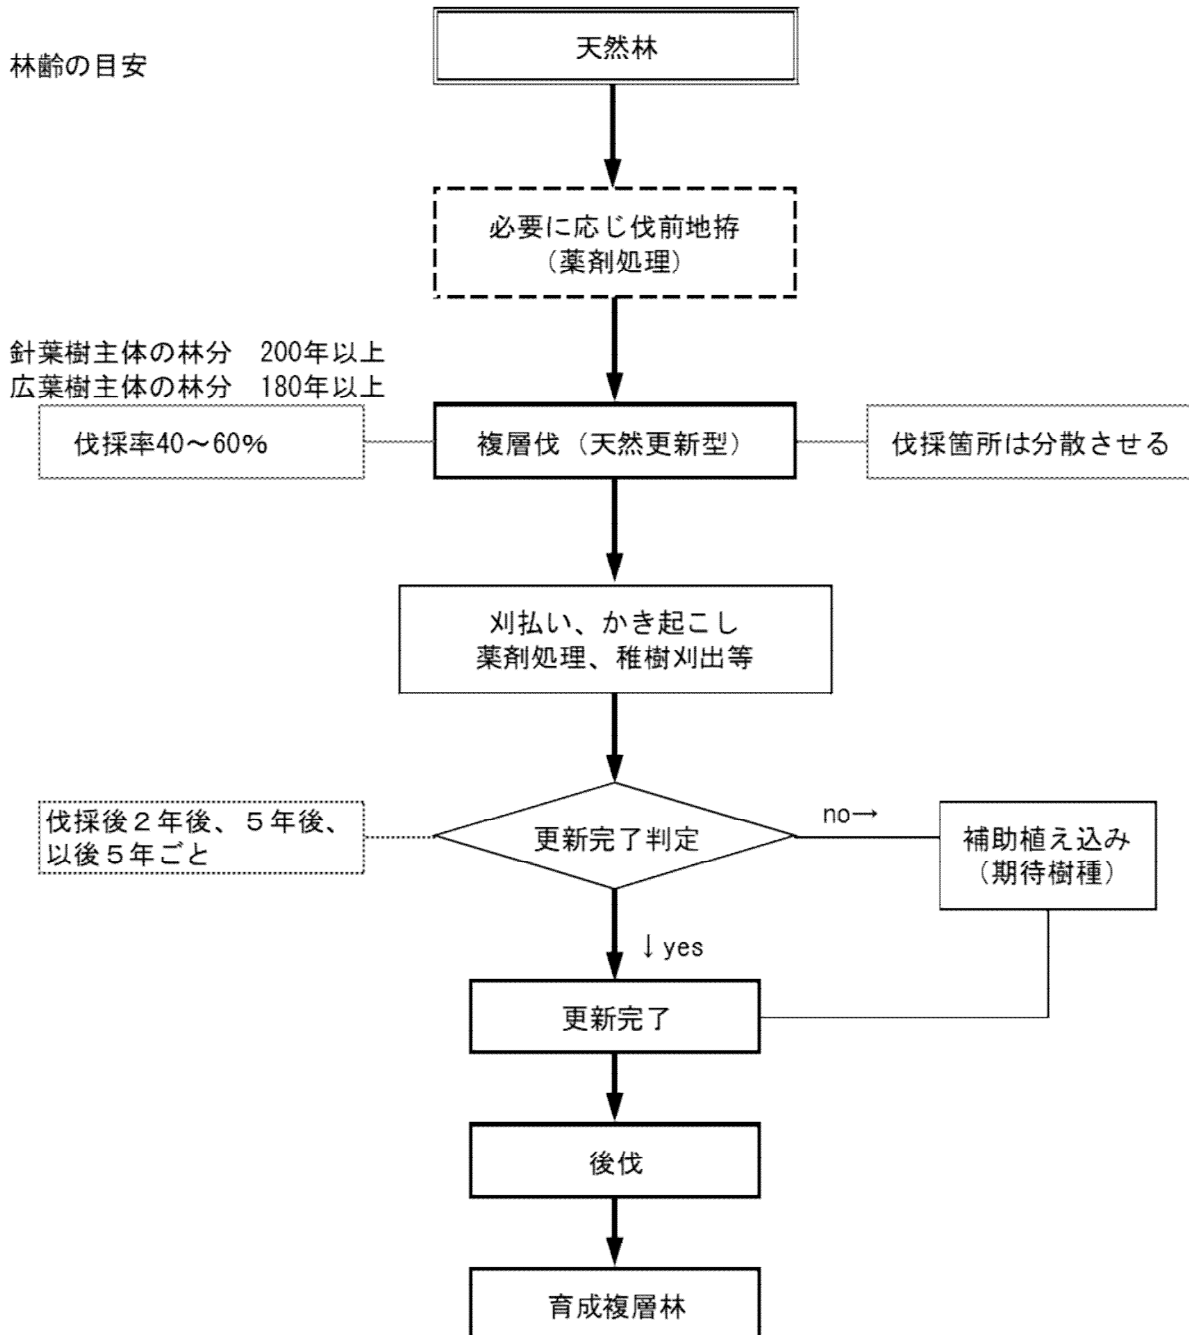 天然林
林齢の目安
必要に応じ伐前地拵
(薬剤処理)
針葉樹主体の林分 200年以上
広葉樹主体の林分 180年以上
伐採率40～60%
複層伐(天然更新型)
伐採箇所は分散させる
刈払い、かき起こし
薬剤処理、稚樹刈出等
伐採後２年後、５年後、
以後５年ごと
更新完了判定
no→
補助植え込み
(期待樹種)
↓yes
更新完了
後伐
育成複層林